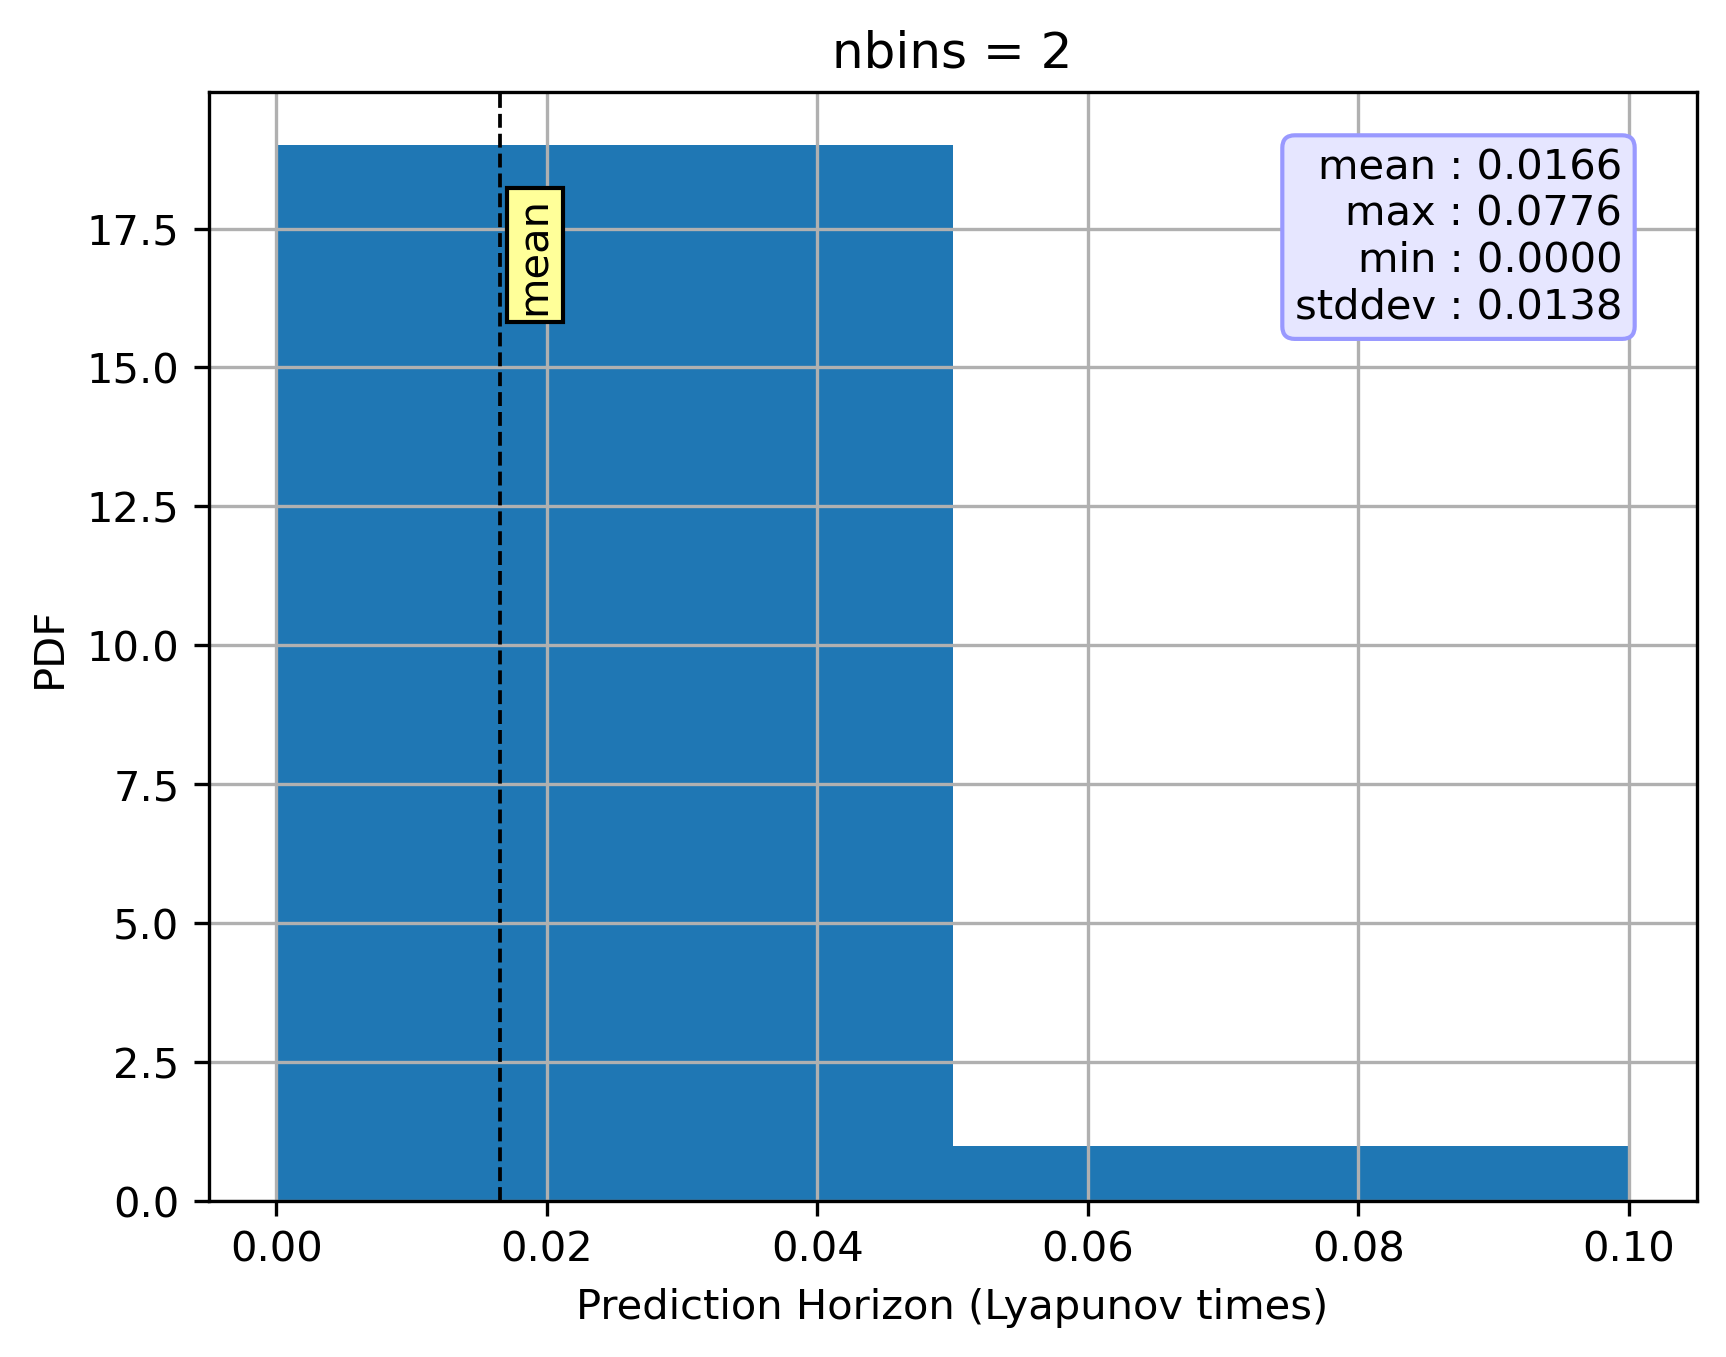 nbins = 2
mean : 0.0166
max : 0.0776
min : 0.0000
stddev : 0.0138
mean
PDF
17.5
15.0
12.5
10.0
7.5
5.0
2.5
0.0
0.00 0.02 0.04 0.06 0.08 0.10
Prediction Horizon (Lyapunov times)